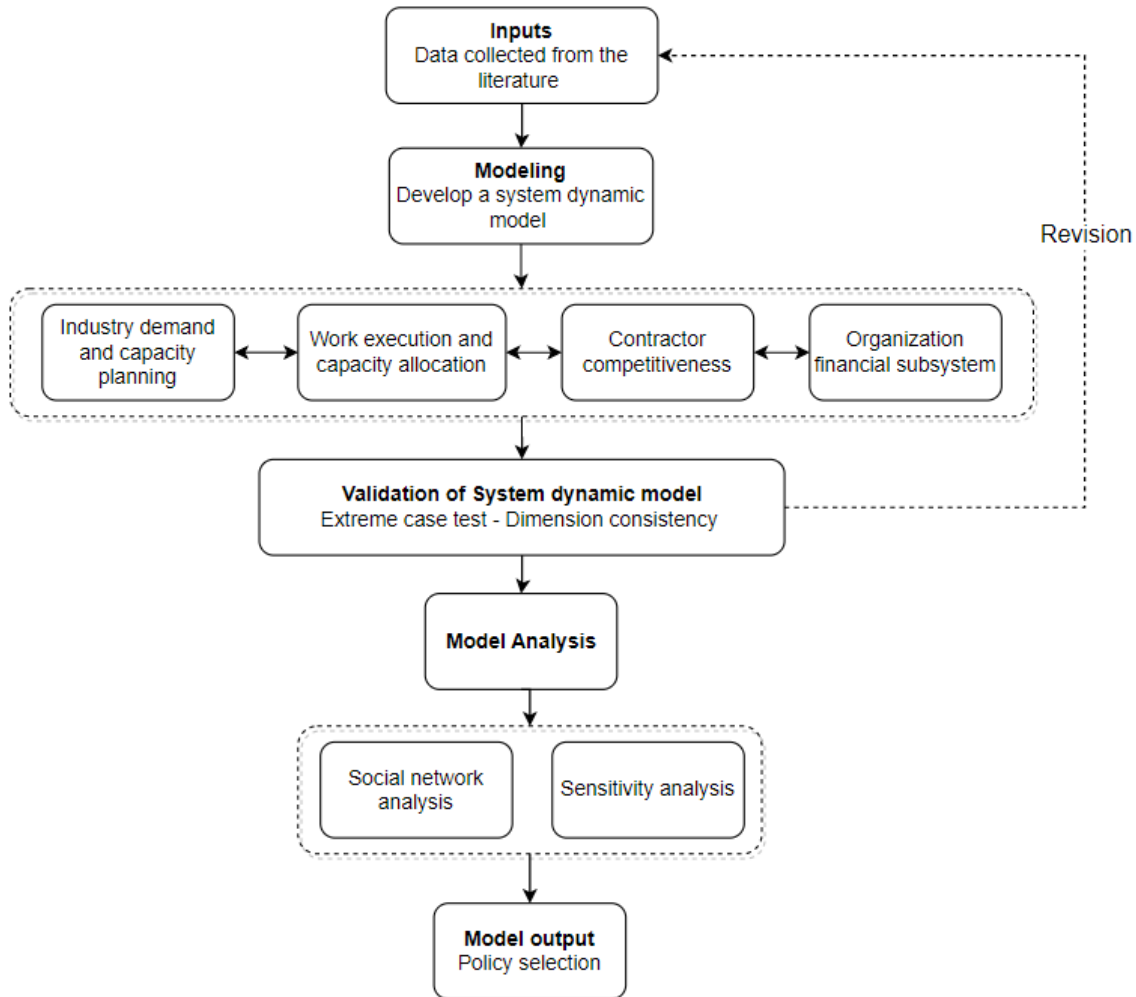 Inputs
Data collected from the
literature
Modeling
Develop a system dynamic
model
Revision
Industry demand
and capacity
planning
Work execution and
capacity allocation
Contractor
competitiveness
Organization
financial subsystem
Validation of System dynamic model
Extreme case test - Dimension consistency
Model Analysis
Social network
analysis
Sensitivity analysis
Model output
Policy selection